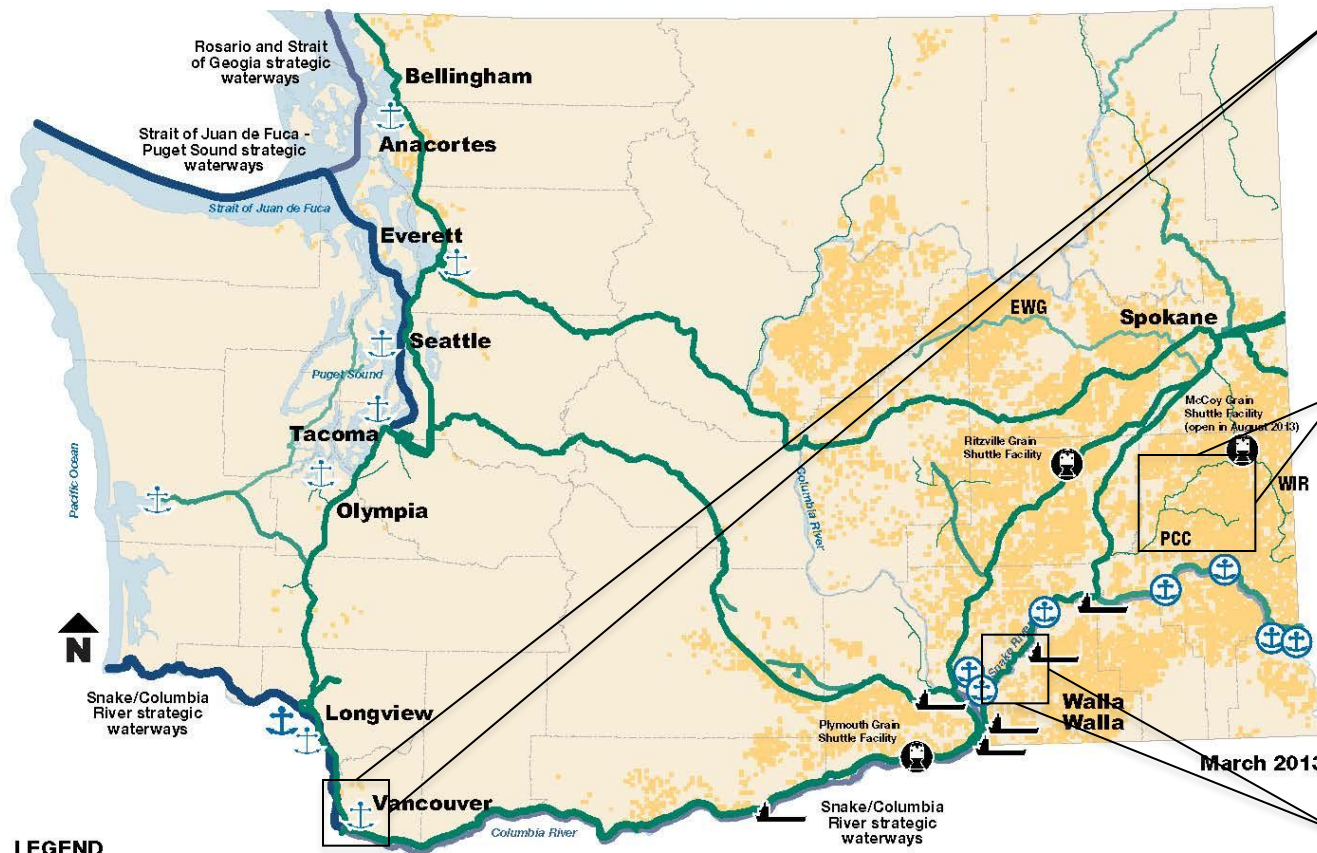 Rosario and Strait
of Geogia strategic
waterways
Bellingham
Strait of Juan de Fuca -
Puget Sound strategic
waterways
Anacortes
Strait of Juan de Fuca
Everett
EWG
Spokane
Seattle
Puget Sound
McCoy Grain
Shuttle Facility
(open in August 2013)
Tacoma
Ritzville Grain
Shuttle Facility
Pacific Ocean
Columbia River
WIR
Olympia
PCC
N
Snake River
Snake/Columbia
River strategic
waterways
Longview
Walla
Walla
Plymouth Grain
Shuttle Facility
March 2013
Vancouver
Snake/Columbia
River strategic
waterways
Columbia River
LEGEND